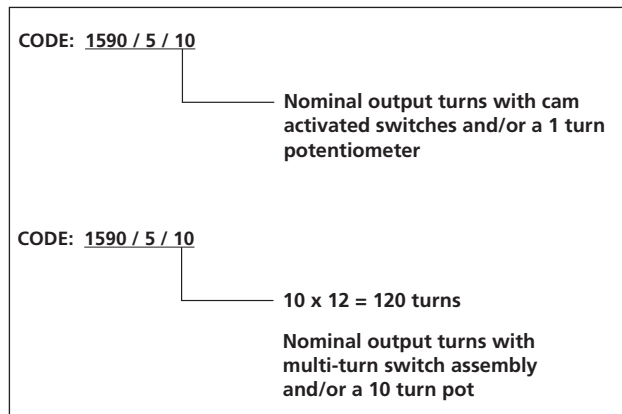 CODE: 1590 / 5 / 10
Nominal output turns with cam
activated switches and/or a 1 turn
potentiometer
CODE: 1590 / 5 / 10
10 x 12 = 120 turns
Nominal output turns with
multi-turn switch assembly
and/or a 10 turn pot